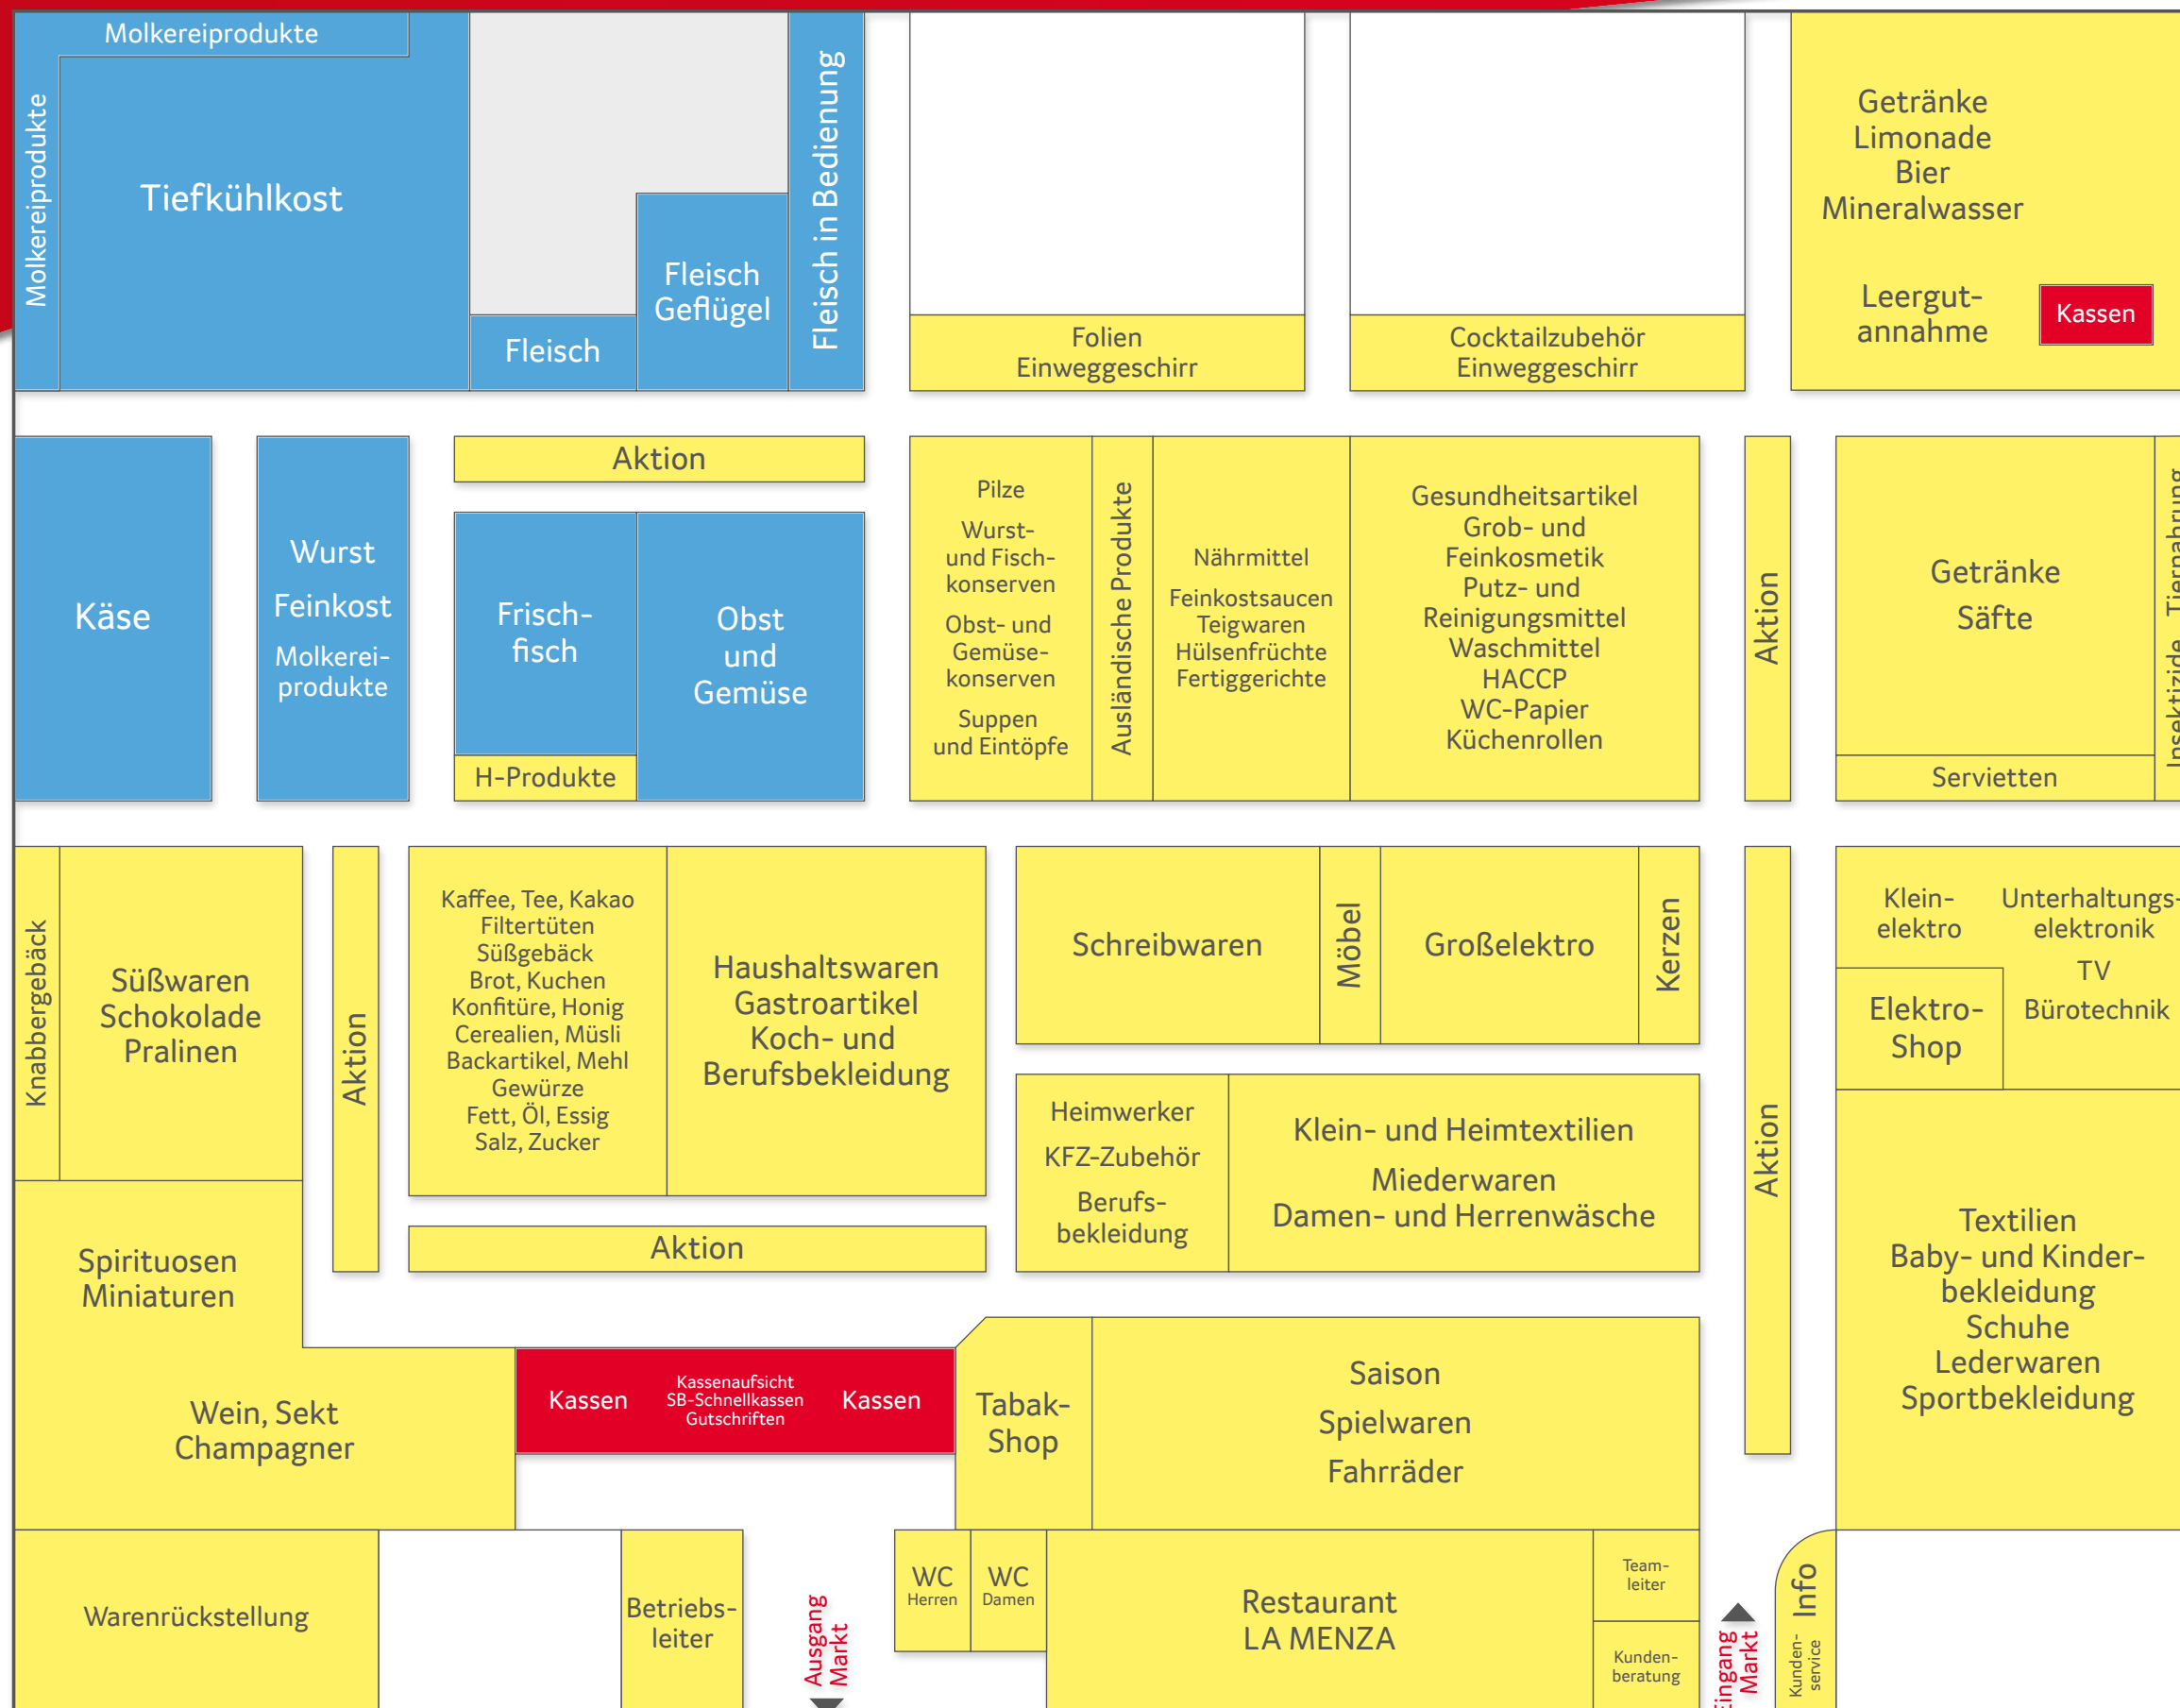 Molkereiprodukte
Molkereiprodukte
Tiefkühlkost
Fleisch
Fleisch
Geflügel
Fleisch in Bedienung
Folien
Einweggeschirr
Cocktailzubehör
Einweggeschirr
Getränke
Limonade
Bier
Mineralwasser
Leergut-
annahme
Kassen
Käse
Wurst
Feinkost
Molkerei-
produkte
Aktion
Frisch-
fisch
H-Produkte
Obst
und
Gemüse
Pilze
Wurst-
und Fisch-
konserven
Obst- und
Gemüse-
konserven
Suppen
und Eintöpfe
Ausländische Produkte
Nährmittel
Feinkostsaucen
Teigwaren
Hülsenfrüchte
Fertiggerichte
Gesundheitsartikel
Grob- und
Feinkosmetik
Putz- und
Reinigungsmittel
Waschmittel
HACCP
WC-Papier
Küchenrollen
Aktion
Getränke
Säfte
Servietten
Insektizide Tiernahrung
Knabbergebäck
Süßwaren
Schokolade
Pralinen
Aktion
Kaffee, Tee, Kakao
Filtertüten
Süßgebäck
Brot, Kuchen
Konfitüre, Honig
Cerealien, Müsli
Backartikel, Mehl
Gewürze
Fett, Öl, Essig
Salz, Zucker
Haushaltswaren
Gastroartikel
Koch- und
Berufsbekleidung
Aktion
Schreibwaren
Möbel
Großelektro
Kerzen
Heimwerker
KFZ-Zubehör
Berufs-
bekleidung
Klein- und Heimtextilien
Miederwaren
Damen- und Herrenwäsche
Aktion
Klein-
elektro
Unterhaltungs-
elektronik
TV
Bürotechnik
Elektro-
Shop
Textilien
Baby- und Kinder-
bekleidung
Schuhe
Lederwaren
Sportbekleidung
Spirituosen
Miniaturen
Wein, Sekt
Champagner
Kassen
Kassenaufsicht
SB-Schnellkassen
Gutschriften
Kassen
Tabak-
Shop
Saison
Spielwaren
Fahrräder
Warenrückstellung
Betriebs-
leiter
Ausgang
Markt
WC
Herren
WC
Damen
Restaurant
LA MENZA
Team-
leiter
Kunden-
beratung
Eingang
Markt
Info
Kunden-
service